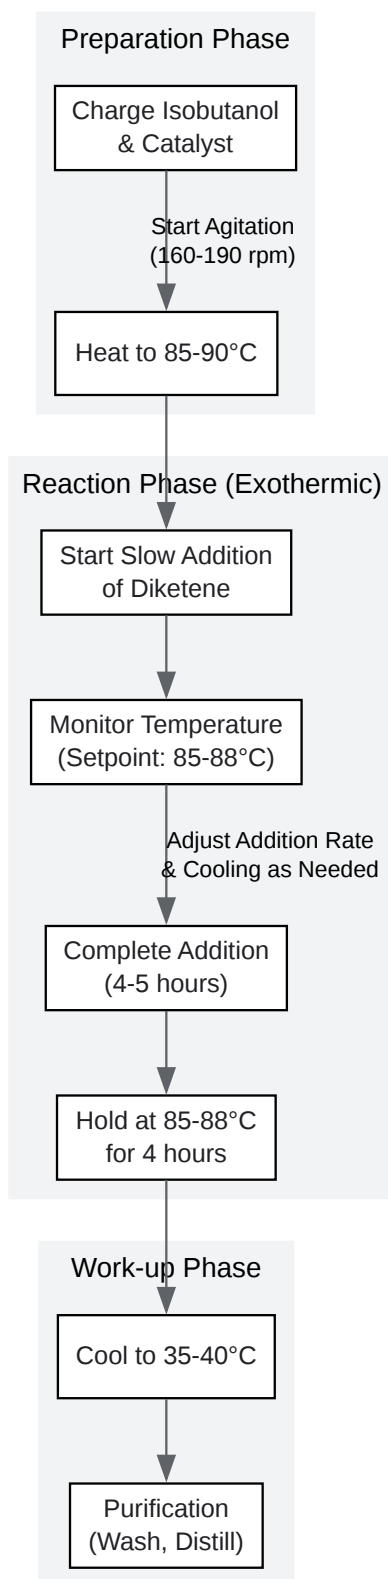 Preparation Phase
Charge Isobutanol
& Catalyst
Start Agitation
(160-190 rpm)
Heat to 85-90°C
Reaction Phase (Exothermic)
Start Slow Addition
of Diketene
Monitor Temperature
(Setpoint: 85-88°C)
Adjust Addition Rate
& Cooling as Needed
Complete Addition
(4-5 hours)
Hold at 85-88°C
for 4 hours
Work-up Phase
Cool to 35-40°C
Purification
(Wash, Distill)